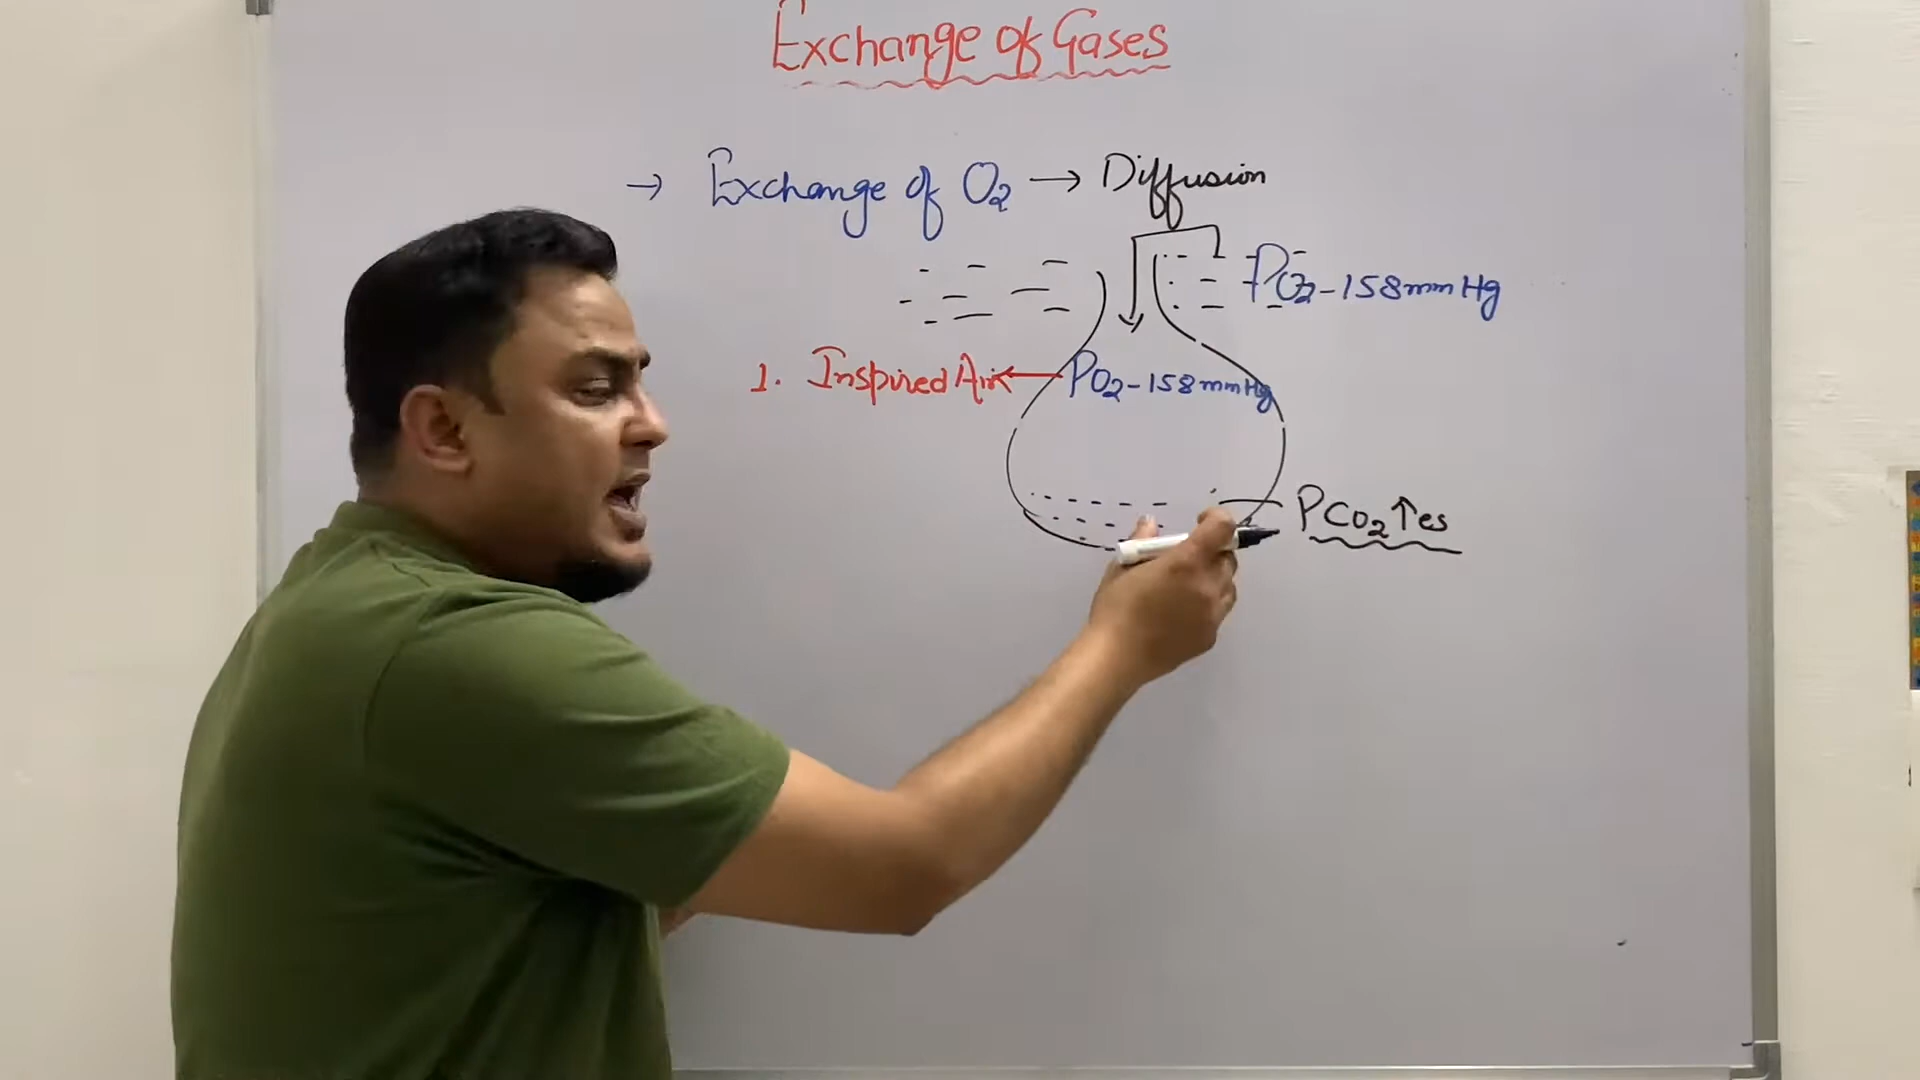 Exchange of Gases
→ Exchange of O₂ → Diffusion
PO₂-158mmHg
1. Inspired Air ← PO₂-158mmHg
PCO₂↑es